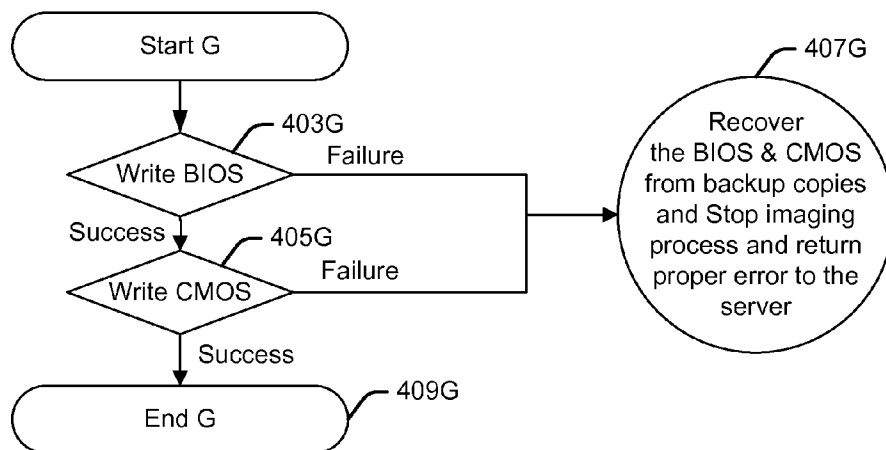 Start G
407G
403G
Write BIOS
Failure
Success
405G
Write CMOS
Failure
Success
End G
409G
Recover
the BIOS & CMOS
from backup copies
and Stop imaging
process and return
proper error to the
server